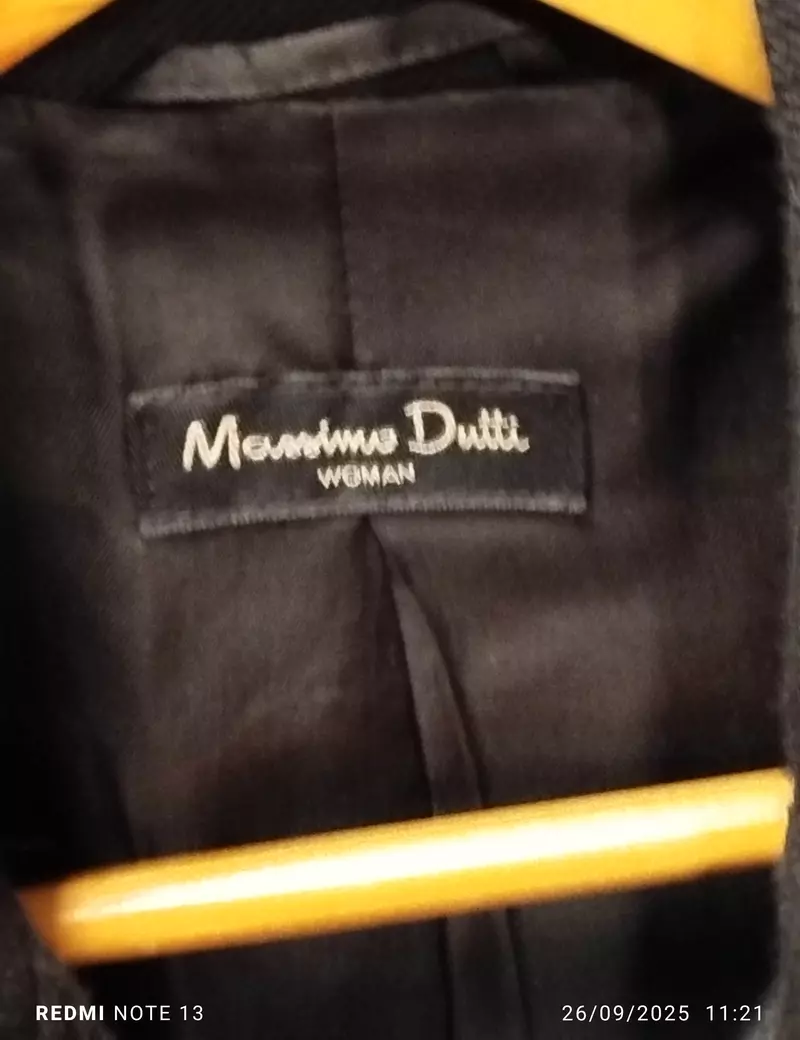 Massimo Dutti
WOMAN
REDMI NOTE 13
26/09/2025 11:21